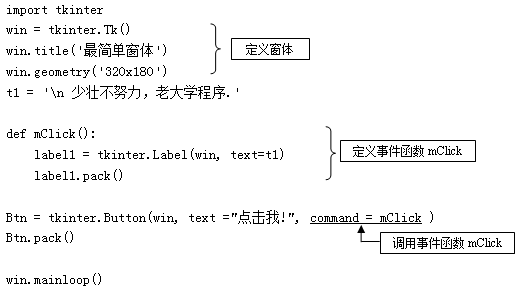 import tkinter
win = tkinter.Tk()
win.title('最简单窗体')
定义窗体
win.geometry('320x180')
t1 = '\n 少壮不努力，老大学程序.'
def mClick():
label1 = tkinter.Label(win, text=t1)
定义事件函数 mClick
label1.pack()
Btn = tkinter.Button(win, text ="点击我!", command = mClick )
Btn.pack()
调用事件函数 mClick
win.mainloop()